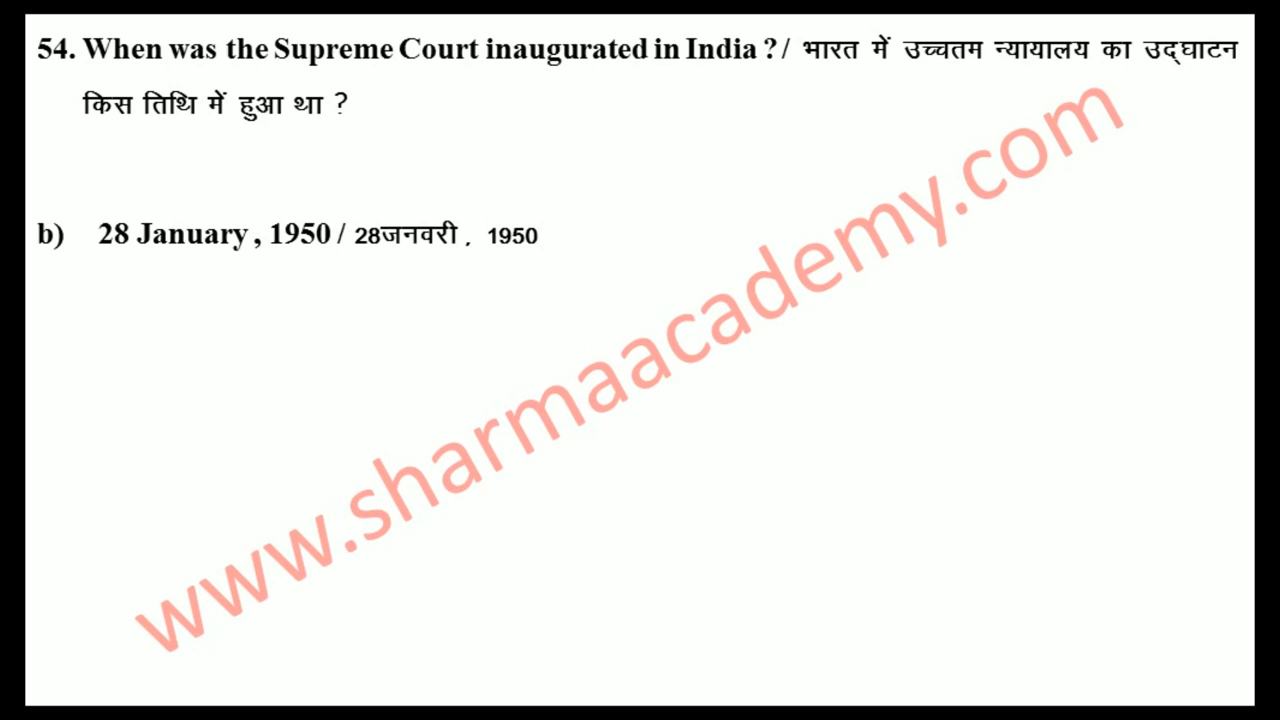 54. When was the Supreme Court inaugurated in India ?/ भारत में उच्चतम न्यायालय का उद्घाटन
किस तिथि में हुआ था ?
b) 28 January , 1950 / 28जनवरी , 1950
www.sharmaacademy.com